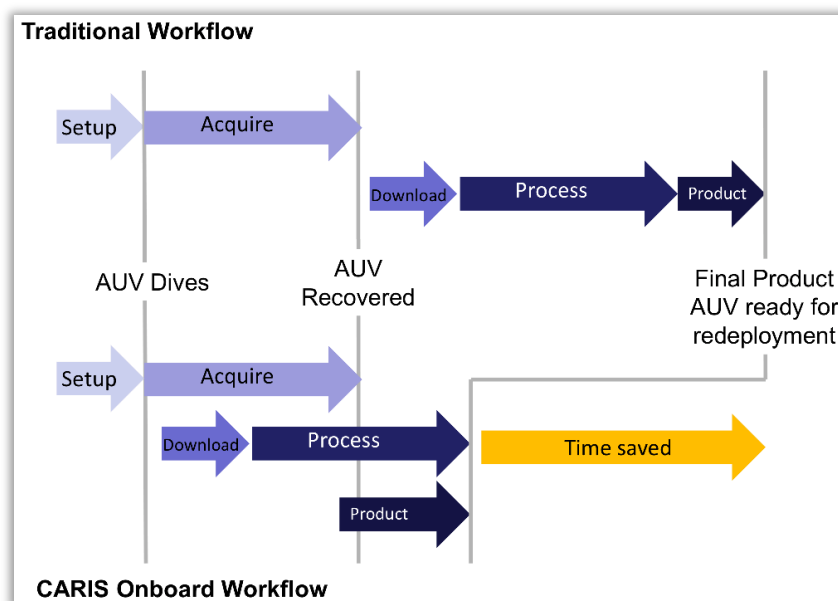 Traditional Workflow
Setup
Acquire
Download
Process
Product
AUV Dives
AUV
Recovered
Final Product
AUV ready for
redeployment
Setup
Acquire
Download
Process
Time saved
Product
CARIS Onboard Workflow